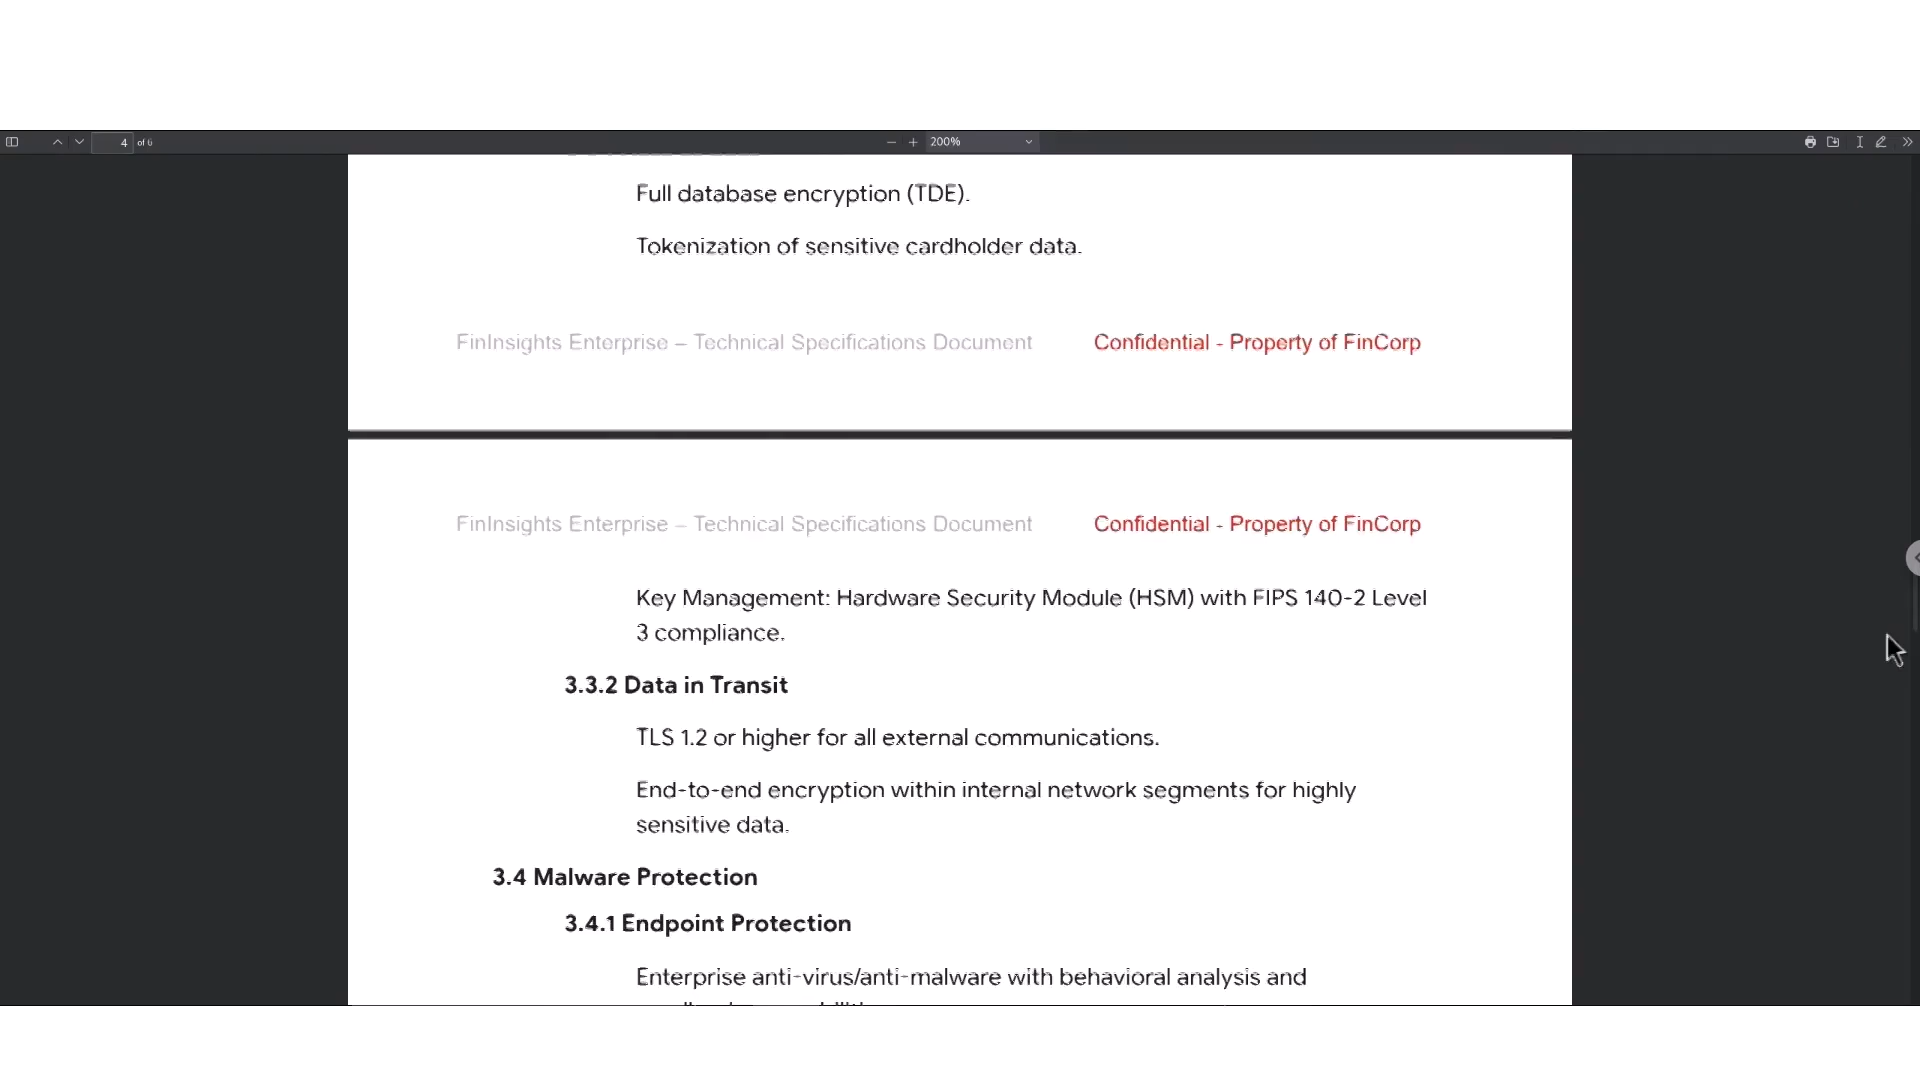 4 of 6
200%
Full database encryption (TDE).
Tokenization of sensitive cardholder data.
FinInsights Enterprise – Technical Specifications Document Confidential - Property of FinCorp
FinInsights Enterprise – Technical Specifications Document Confidential - Property of FinCorp
Key Management: Hardware Security Module (HSM) with FIPS 140-2 Level
3 compliance.
3.3.2 Data in Transit
TLS 1.2 or higher for all external communications.
End-to-end encryption within internal network segments for highly
sensitive data.
3.4 Malware Protection
3.4.1 Endpoint Protection
Enterprise anti-virus/anti-malware with behavioral analysis and